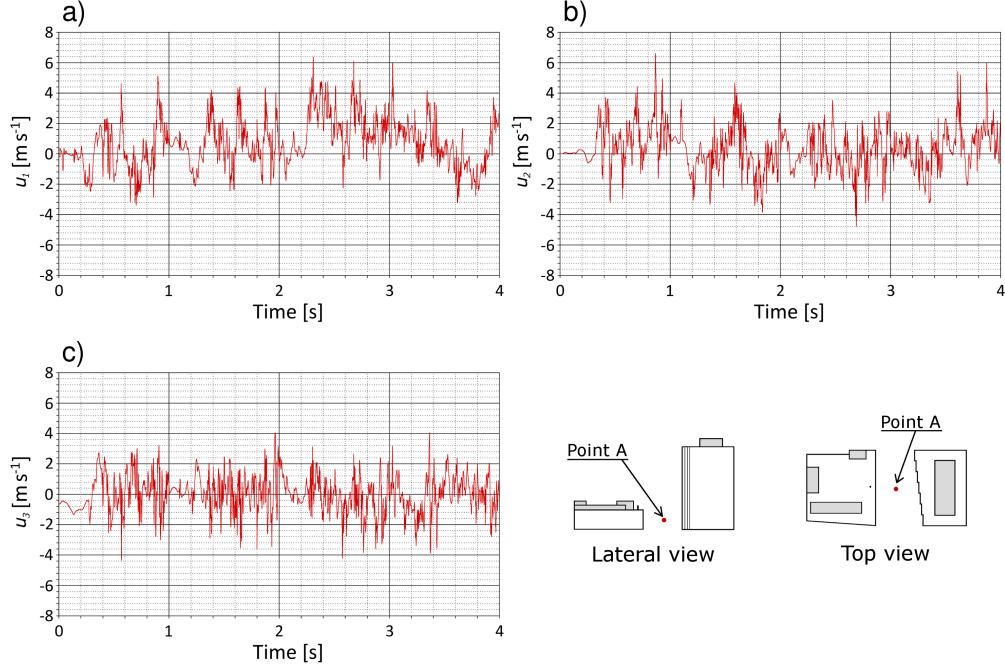 a)
8
6
4
2
0
-2
-4
-6
-8
u1 [m s-1]
0 1 2 3 4
Time [s]
b)
8
6
4
2
0
-2
-4
-6
-8
u2 [m s-1]
0 1 2 3 4
Time [s]
c)
8
6
4
2
0
-2
-4
-6
-8
u3 [m s-1]
0 1 2 3 4
Time [s]
Point A
Lateral view
Point A
Top view